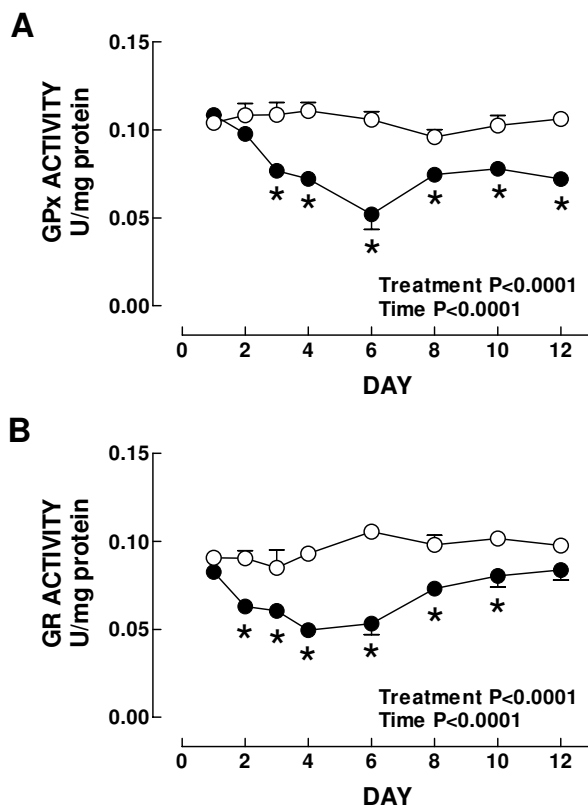 A
GPx ACTIVITY
U/mg protein
0.15
0.10
0.05
0.00
* * * * * *
Treatment P<0.0001
Time P<0.0001
0 2 4 6 8 10 12
DAY
B
GR ACTIVITY
U/mg protein
0.15
0.10
0.05
0.00
* * * * * *
Treatment P<0.0001
Time P<0.0001
0 2 4 6 8 10 12
DAY